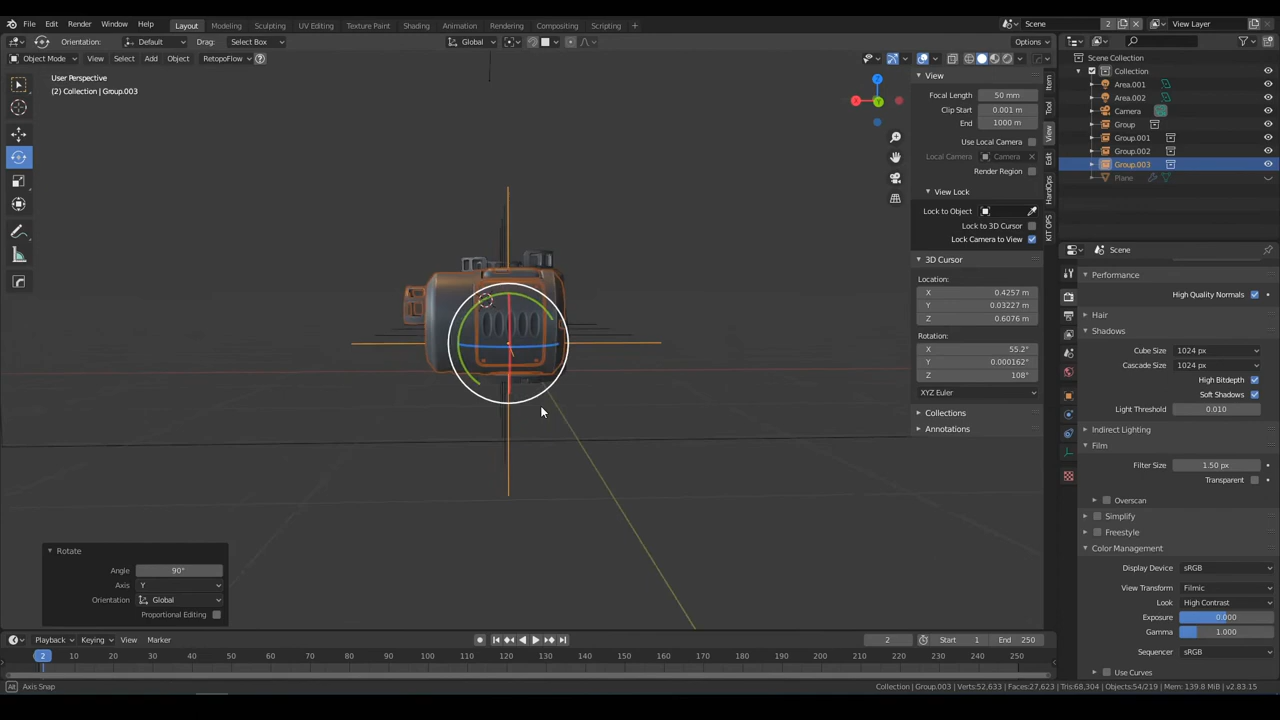 File Edit Render Window Help Layout Modeling Sculpting UV Editing Texture Paint Shading Animation Rendering Compositing Scripting + Scene 2 View Layer
Orientation: Default Drag: Select Box Global Options
Object Mode View Select Add Object RetopoFlow
User Perspective
(2) Collection | Group.003
X
Y
Z
View
Focal Length 50 mm
Clip Start 0.001 m
End 1000 m
Use Local Camera
Local Camera Camera
Render Region
View Lock
Lock to Object
Lock to 3D Cursor
Lock Camera to View
3D Cursor
Location:
X 0.4257 m
Y 0.03227 m
Z 0.6076 m
Rotation:
X 55.2°
Y 0.000162°
Z 108°
XYZ Euler
Collections
Annotations
Item
Tool
View
Edit
HardOps
KIT OPS
Scene Collection
Collection
Area.001
Area.002
Camera
Group
Group.001
Group.002
Group.003
Plane
Scene
Performance
High Quality Normals
Hair
Shadows
Cube Size 1024 px
Cascade Size 1024 px
High Bitdepth
Soft Shadows
Light Threshold 0.010
Indirect Lighting
Film
Filter Size 1.50 px
Transparent
Overscan
Simplify
Freestyle
Color Management
Display Device sRGB
View Transform Filmic
Look High Contrast
Exposure 0.000
Gamma 1.000
Sequencer sRGB
Use Curves
Rotate
Angle 90°
Axis Y
Orientation Global
Proportional Editing
Playback Keying View Marker 2 Start 1 End 250
2 10 20 30 40 50 60 70 80 90 100 110 120 130 140 150 160 170 180 190 200 210 220 230 240 250
Alt Axis Snap Collection | Group.003 | Verts:52,633 | Faces:27,623 | Tris:68,304 | Objects:54/219 | Mem: 139.8 MiB | v2.83.15